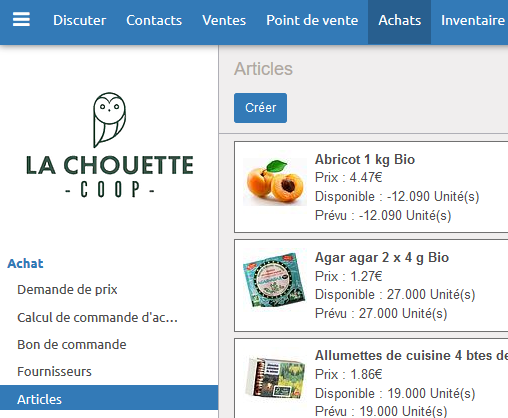 Discuter Contacts Ventes Point de vente Achats Inventaire
LA CHOUETTE
- COOP -
Achat
Demande de prix
Calcul de commande d'ac...
Bon de commande
Fournisseurs
Articles
Articles
Créer
Abricot 1 kg Bio
Prix : 4.47€
Disponible : -12.090 Unité(s)
Prévu : -12.090 Unité(s)
Agar agar 2 x 4 g Bio
Prix : 1.27€
Disponible : 27.000 Unité(s)
Prévu : 27.000 Unité(s)
Allumettes de cuisine 4 btes de
Prix : 1.86€
Disponible : 19.000 Unité(s)
Prévu : 19.000 Unité(s)